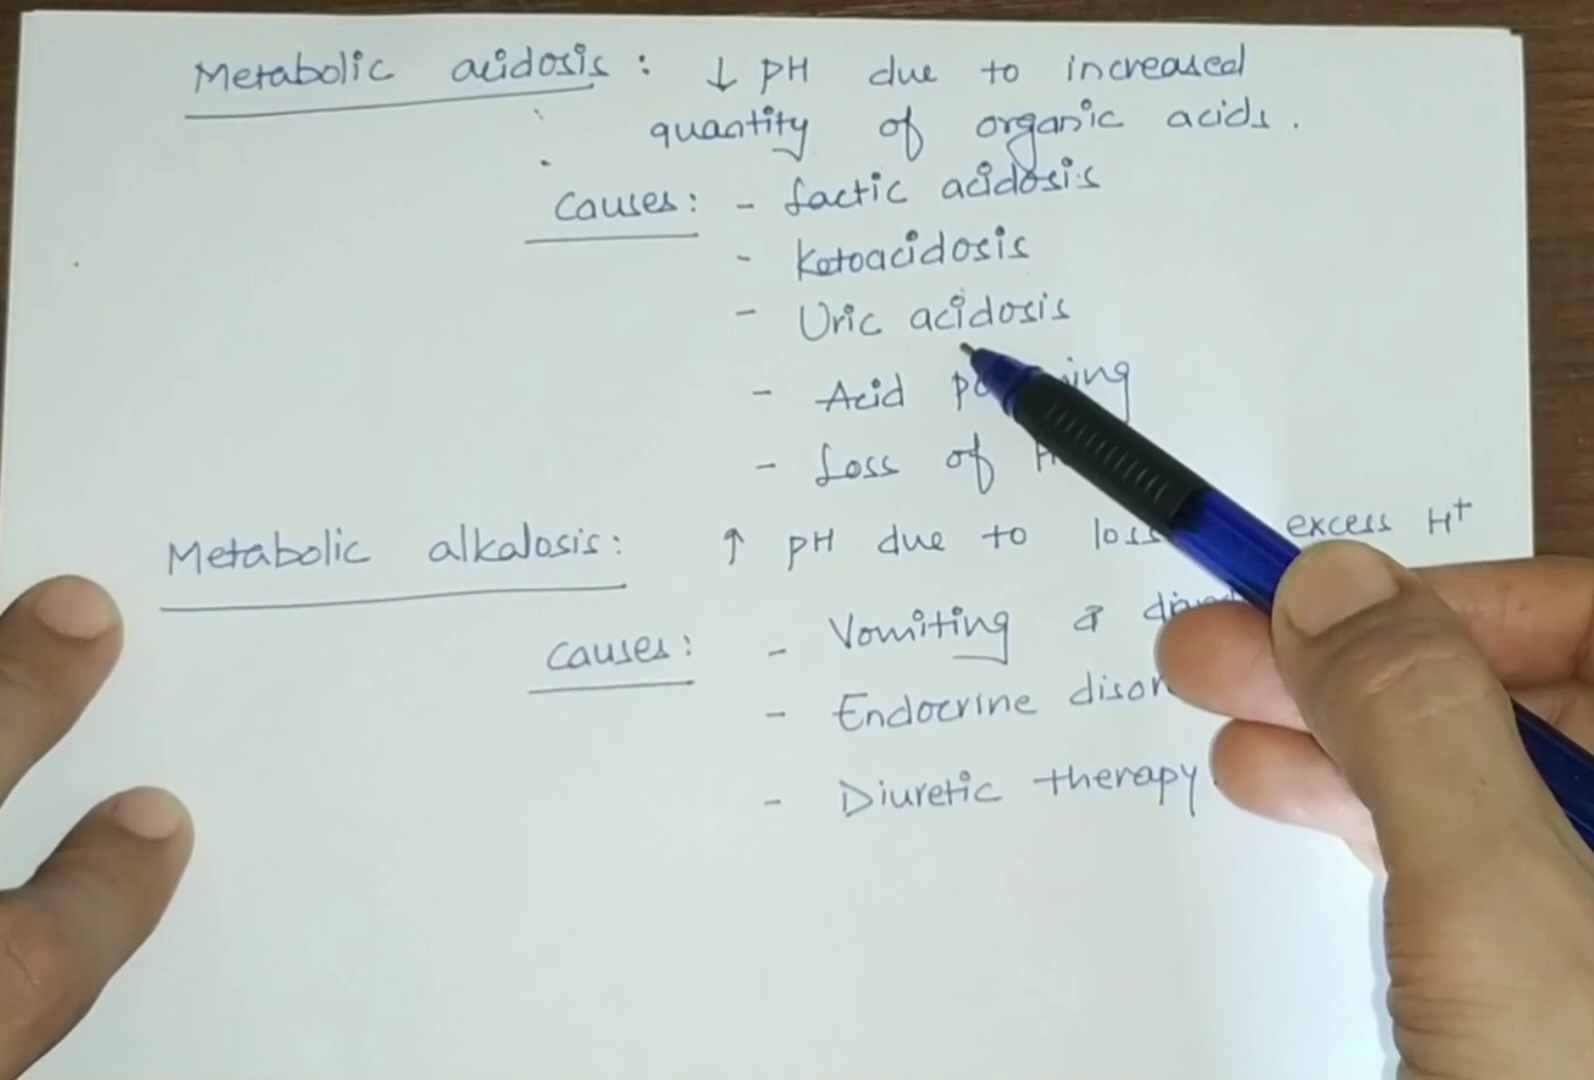 Metabolic acidosis : ↓ pH due to increased
quantity of organic acids.
Causes: - Lactic acidosis
- Ketoacidosis
- Uric acidosis
- Acid
- Loss of
Metabolic alkalosis: ↑ pH due to loss excess H⁺
Causes: - Vomiting &
- Endocrine
- Diuretic therapy